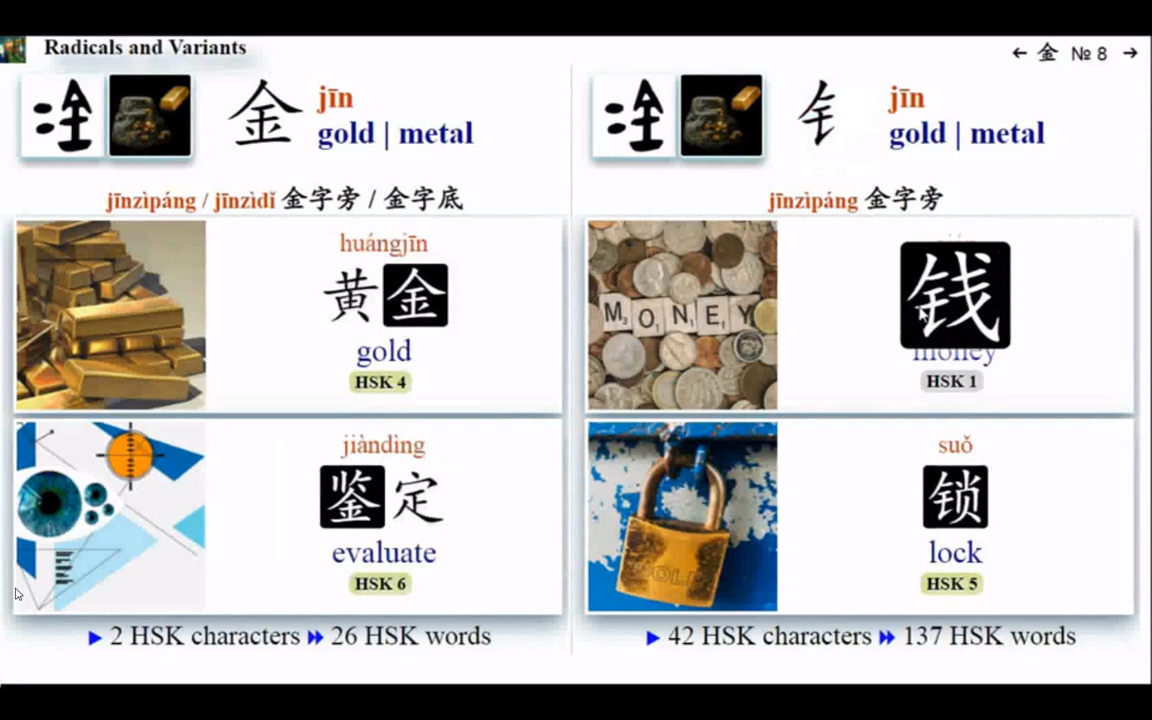 Radicals and Variants
← 金 № 8 →
金 jīn
gold | metal
jīnzìpáng / jīnzìdǐ 金字旁 / 金字底
huángjīn
黄金
gold
HSK 4
jiàndìng
鉴定
evaluate
HSK 6
▶ 2 HSK characters ⏩ 26 HSK words
钅 jīn
gold | metal
jīnzìpáng 金字旁
MONEY
钱
money
HSK 1
suǒ
锁
lock
HSK 5
▶ 42 HSK characters ⏩ 137 HSK words